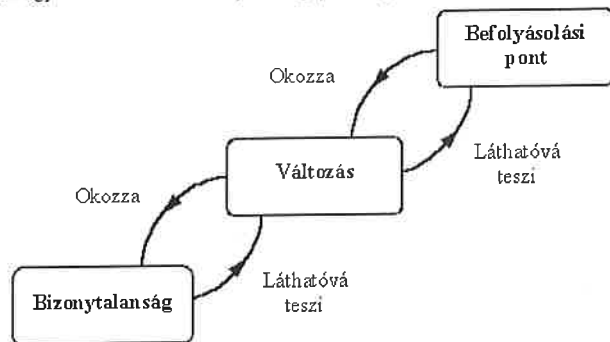 Befolyásolási
pont
Okozza
Láthatóvá
teszi
Változás
Okozza
Láthatóvá
teszi
Bizonytalanság